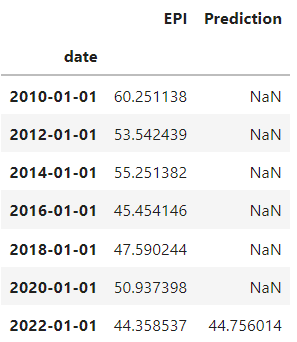 EPI Prediction
date
2010-01-01 60.251138 NaN
2012-01-01 53.542439 NaN
2014-01-01 55.251382 NaN
2016-01-01 45.454146 NaN
2018-01-01 47.590244 NaN
2020-01-01 50.937398 NaN
2022-01-01 44.358537 44.756014